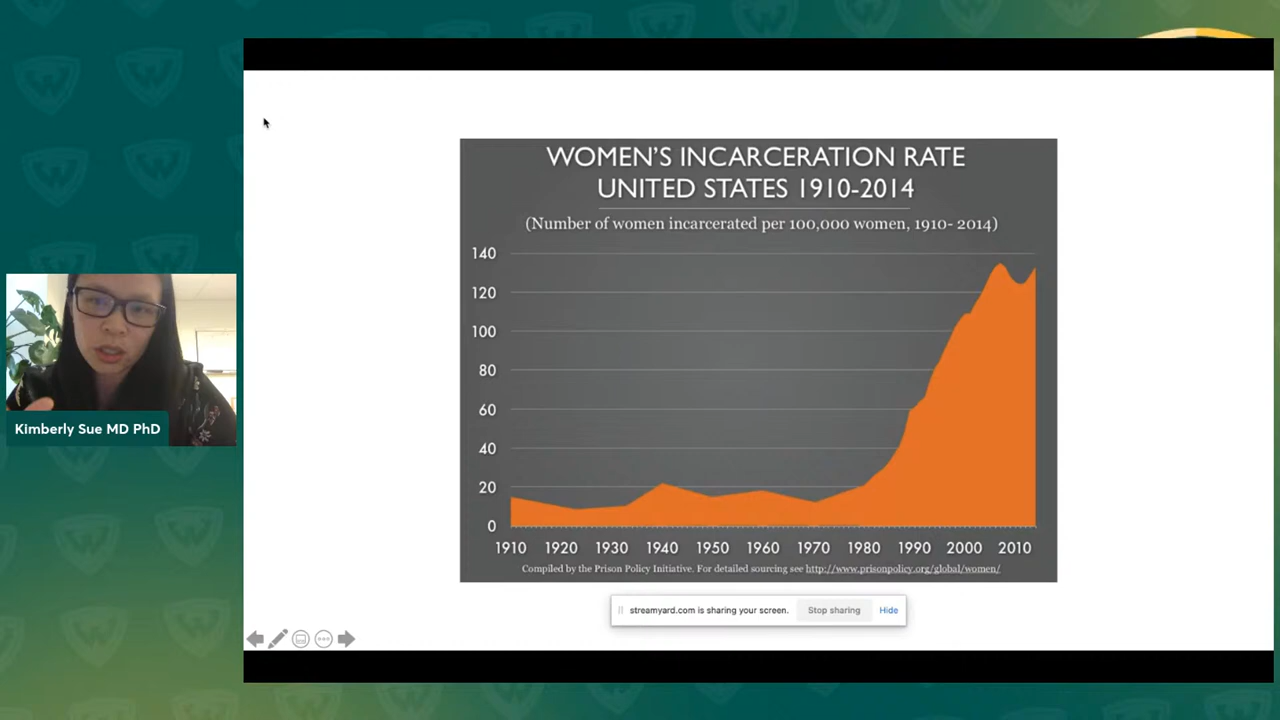 WOMEN'S INCARCERATION RATE
UNITED STATES 1910-2014
(Number of women incarcerated per 100,000 women, 1910- 2014)
140
120
100
80
60
40
20
0
1910 1920 1930 1940 1950 1960 1970 1980 1990 2000 2010
Compiled by the Prison Policy Initiative. For detailed sourcing see http://www.prisonpolicy.org/global/women/
Kimberly Sue MD PhD
streamyard.com is sharing your screen. Stop sharing Hide